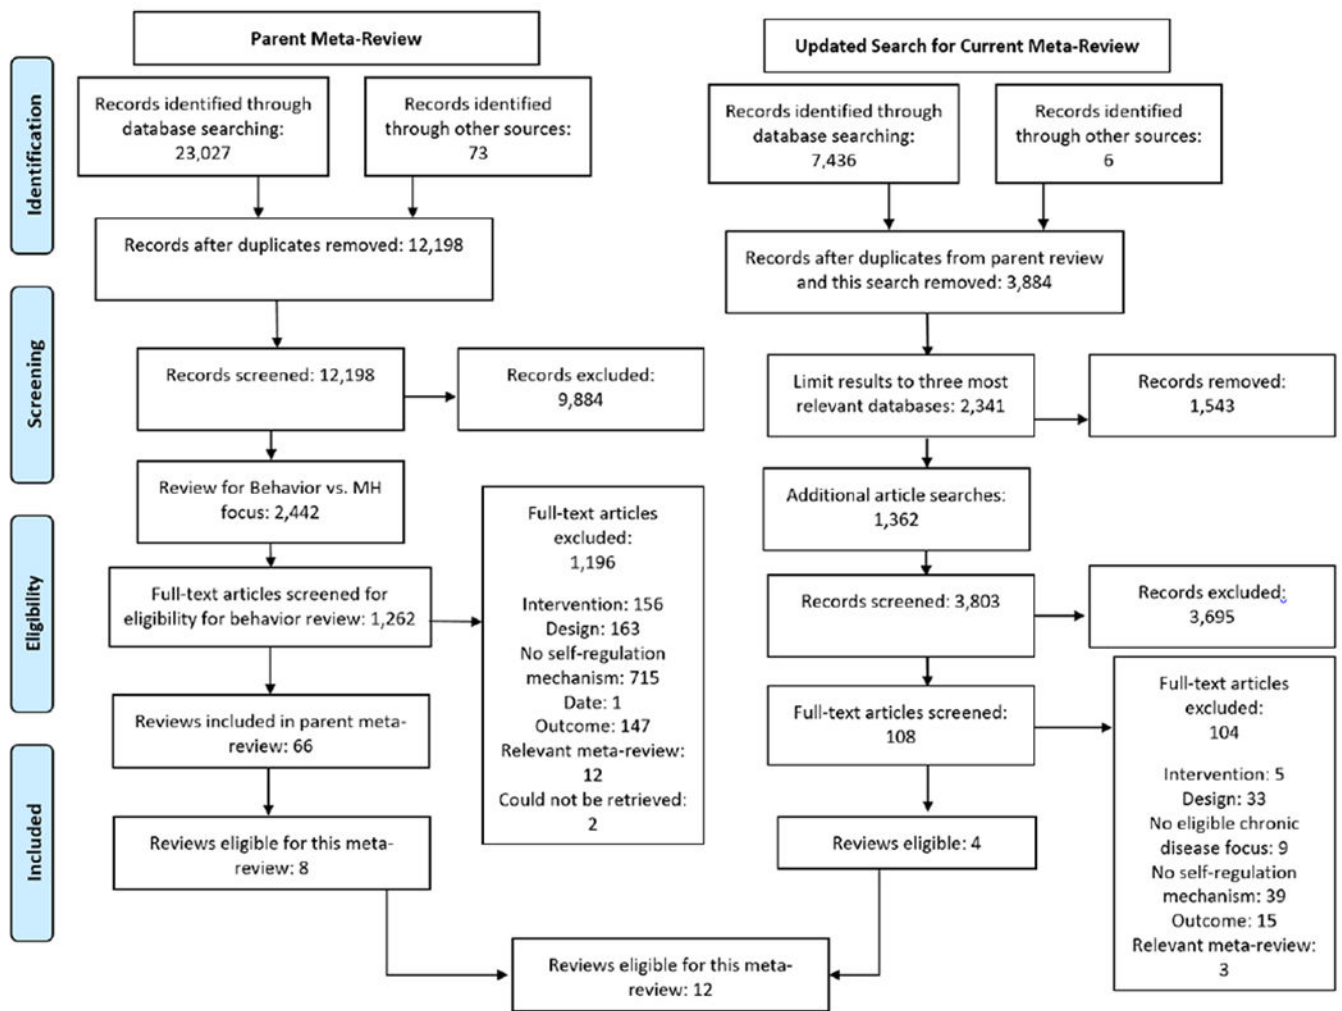 Parent Meta-Review
Updated Search for Current Meta-Review
Identification
Records identified through
database searching:
23,027
Records identified
through other sources:
73
Records identified through
database searching:
7,436
Records identified
through other sources:
6
Records after duplicates removed: 12,198
Records after duplicates from parent review
and this search removed: 3,884
Screening
Records screened: 12,198
Records excluded:
9,884
Limit results to three most
relevant databases: 2,341
Records removed:
1,543
Review for Behavior vs. MH
focus: 2,442
Additional article searches:
1,362
Eligibility
Full-text articles screened for
eligibility for behavior review: 1,262
Full-text articles
excluded:
1,196
Intervention: 156
Design: 163
No self-regulation
mechanism: 715
Date: 1
Outcome: 147
Relevant meta-review:
12
Could not be retrieved:
2
Records screened: 3,803
Records excluded:
3,695
Reviews included in parent meta-
review: 66
Full-text articles screened:
108
Full-text articles
excluded:
104
Intervention: 5
Design: 33
No eligible chronic
disease focus: 9
No self-regulation
mechanism: 39
Outcome: 15
Relevant meta-review:
3
Included
Reviews eligible for this meta-
review: 8
Reviews eligible: 4
Reviews eligible for this meta-
review: 12